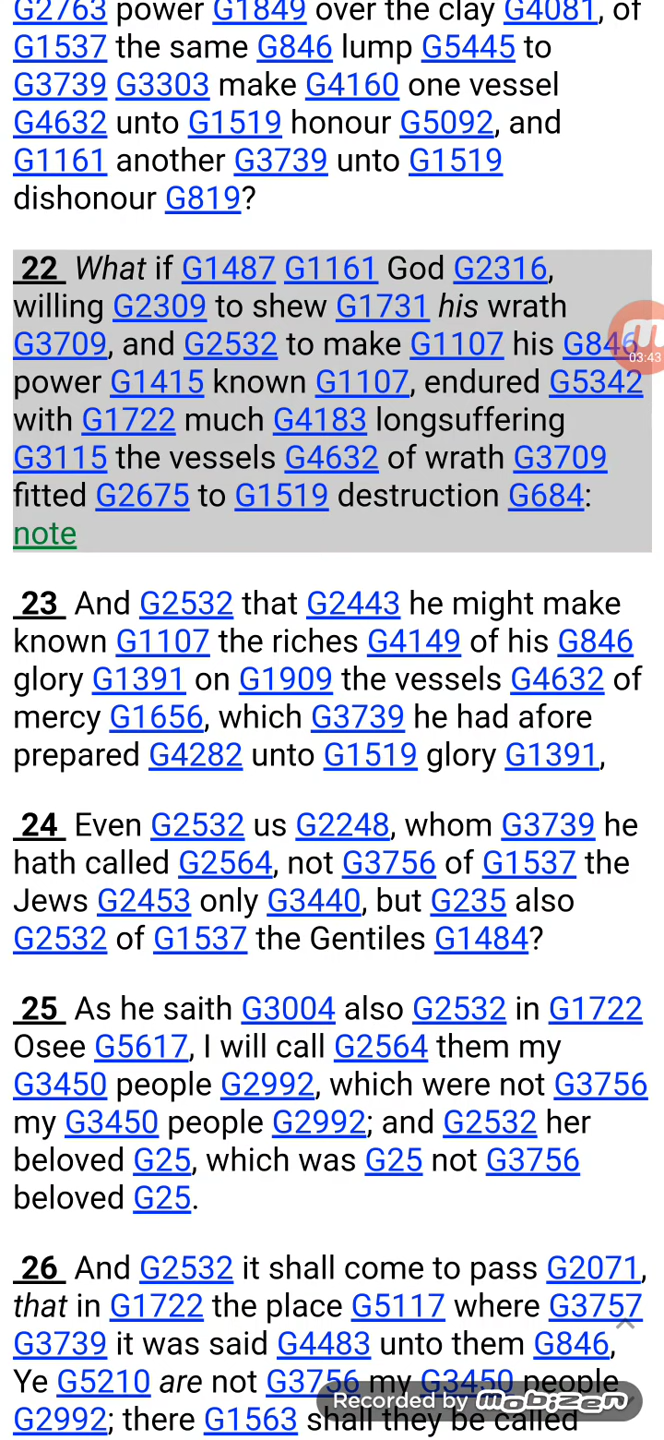 G2763 power G1849 over the clay G4081, of
G1537 the same G846 lump G5445 to
G3739 G3303 make G4160 one vessel
G4632 unto G1519 honour G5092, and
G1161 another G3739 unto G1519
dishonour G819?
22 What if G1487 G1161 God G2316,
willing G2309 to shew G1731 his wrath
G3709, and G2532 to make G1107 his G846
03:43
power G1415 known G1107, endured G5342
with G1722 much G4183 longsuffering
G3115 the vessels G4632 of wrath G3709
fitted G2675 to G1519 destruction G684:
note
23 And G2532 that G2443 he might make
known G1107 the riches G4149 of his G846
glory G1391 on G1909 the vessels G4632 of
mercy G1656, which G3739 he had afore
prepared G4282 unto G1519 glory G1391,
24 Even G2532 us G2248, whom G3739 he
hath called G2564, not G3756 of G1537 the
Jews G2453 only G3440, but G235 also
G2532 of G1537 the Gentiles G1484?
25 As he saith G3004 also G2532 in G1722
Osee G5617, I will call G2564 them my
G3450 people G2992, which were not G3756
my G3450 people G2992; and G2532 her
beloved G25, which was G25 not G3756
beloved G25.
26 And G2532 it shall come to pass G2071,
that in G1722 the place G5117 where G3757
G3739 it was said G4483 unto them G846,
Ye G5210 are not G3756 my G3450 people
Recorded by mobizen
G2992; there G1563 shall they be called